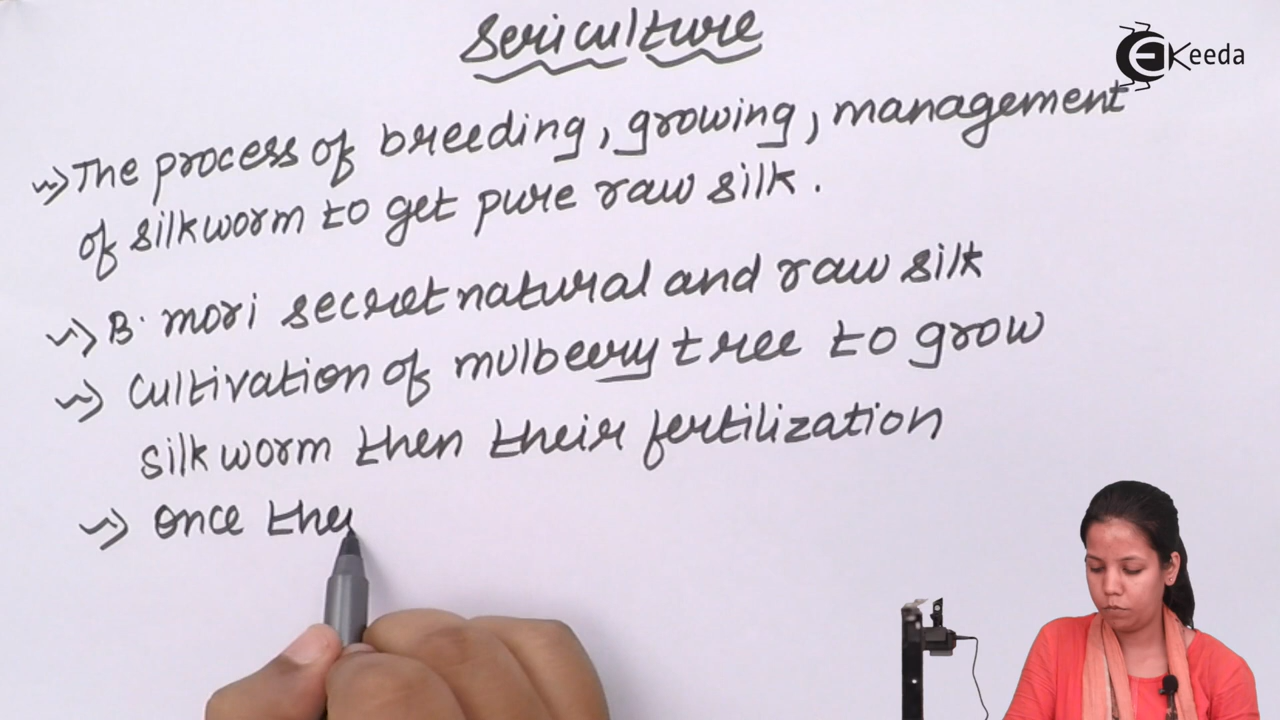 Sericulture
EKeeda
~> The process of breeding, growing, management
of silkworm to get pure raw silk.
~> B. mori secret natural and raw silk
~> Cultivation of mulberry tree to grow
silkworm then their fertilization
~> Once the